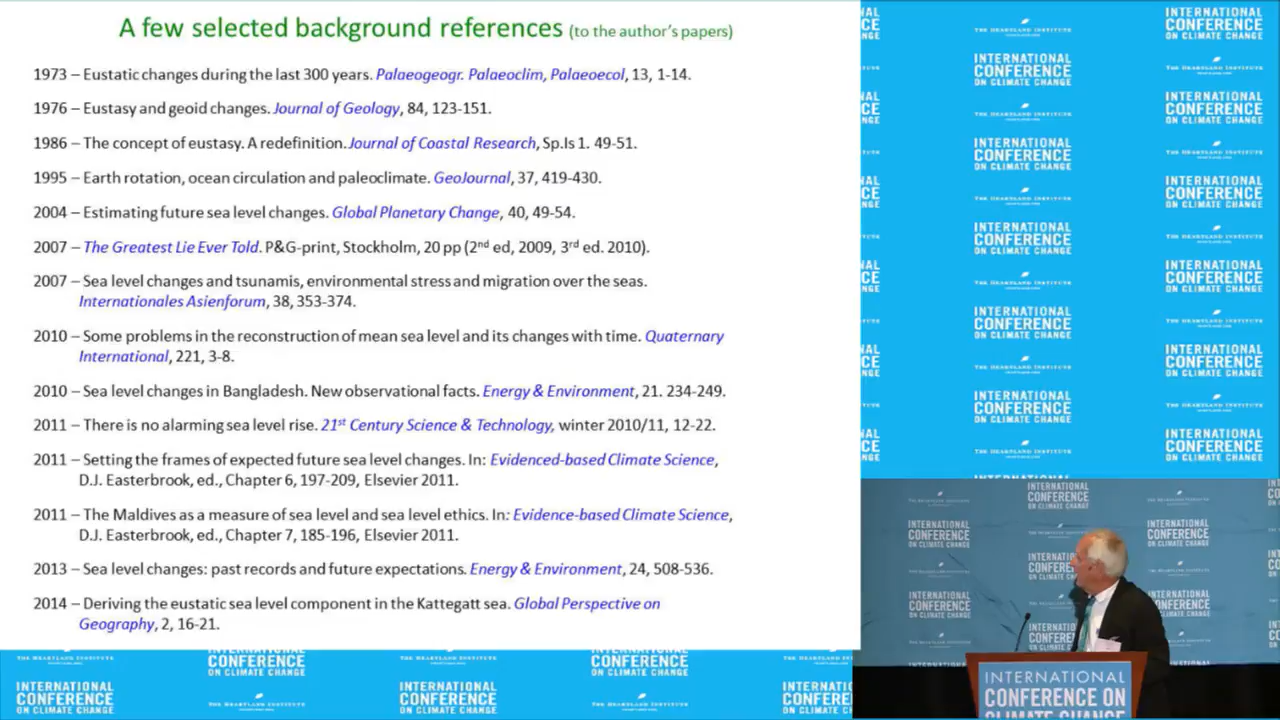 A few selected background references (to the author's papers)
1973 – Eustatic changes during the last 300 years. Palaeogeogr. Palaeoclim, Palaeoecol, 13, 1-14.
1976 – Eustasy and geoid changes. Journal of Geology, 84, 123-151.
1986 – The concept of eustasy. A redefinition. Journal of Coastal Research, Sp.Is 1. 49-51.
1995 – Earth rotation, ocean circulation and paleoclimate. GeoJournal, 37, 419-430.
2004 – Estimating future sea level changes. Global Planetary Change, 40, 49-54.
2007 – The Greatest Lie Ever Told. P&G-print, Stockholm, 20 pp (2nd ed, 2009, 3rd ed. 2010).
2007 – Sea level changes and tsunamis, environmental stress and migration over the seas.
Internationales Asienforum, 38, 353-374.
2010 – Some problems in the reconstruction of mean sea level and its changes with time. Quaternary
International, 221, 3-8.
2010 – Sea level changes in Bangladesh. New observational facts. Energy & Environment, 21. 234-249.
2011 – There is no alarming sea level rise. 21st Century Science & Technology, winter 2010/11, 12-22.
2011 – Setting the frames of expected future sea level changes. In: Evidenced-based Climate Science,
D.J. Easterbrook, ed., Chapter 6, 197-209, Elsevier 2011.
2011 – The Maldives as a measure of sea level and sea level ethics. In: Evidence-based Climate Science,
D.J. Easterbrook, ed., Chapter 7, 185-196, Elsevier 2011.
2013 – Sea level changes: past records and future expectations. Energy & Environment, 24, 508-536.
2014 – Deriving the eustatic sea level component in the Kattegatt sea. Global Perspective on
Geography, 2, 16-21.
THE HEARTLAND INSTITUTE
INTERNATIONAL
CONFERENCE
ON CLIMATE CHANGE
INTERNATIONAL
CONFERENCE ON
CLIMATE CHANGE